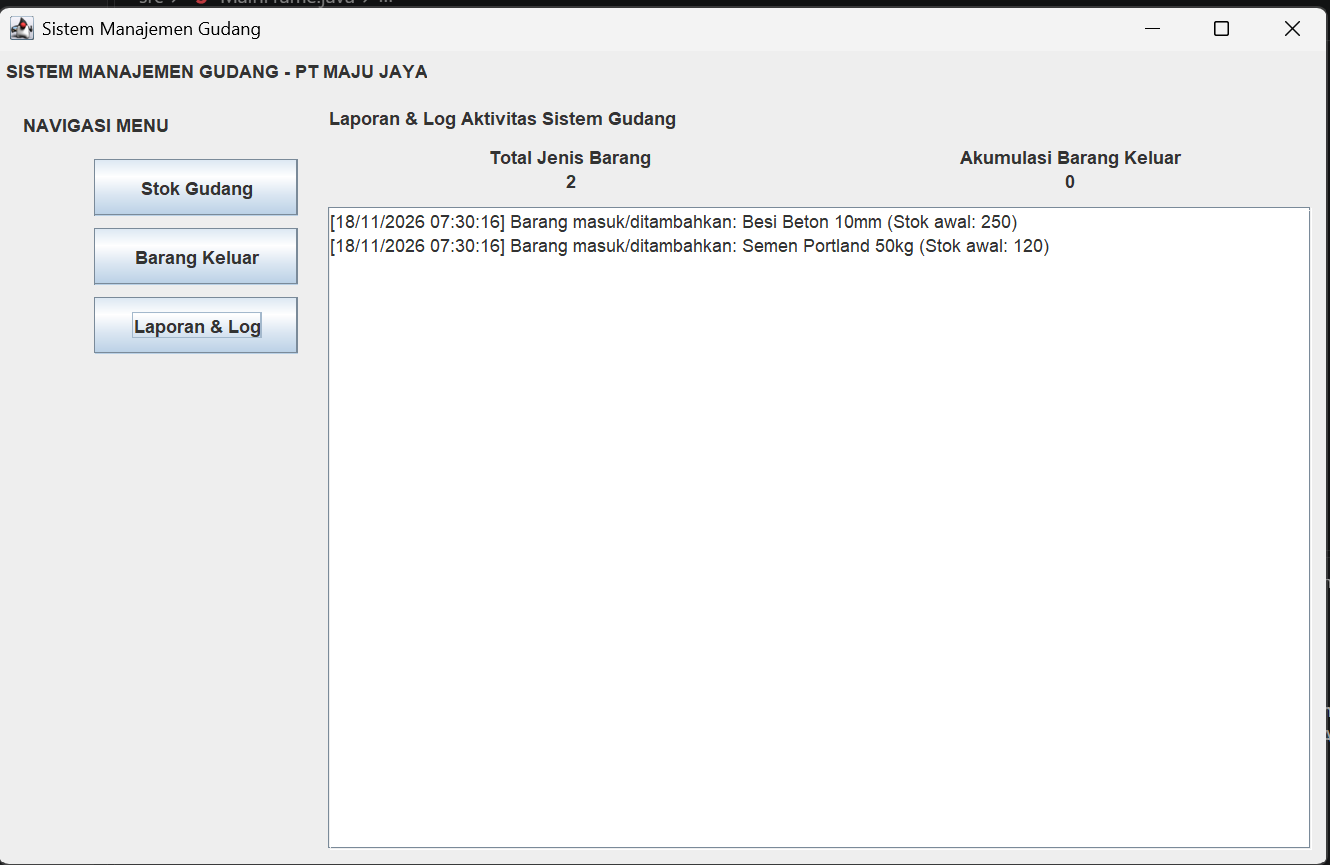 MainFrame.java
Sistem Manajemen Gudang
SISTEM MANAJEMEN GUDANG - PT MAJU JAYA
NAVIGASI MENU
Stok Gudang
Barang Keluar
Laporan & Log
Laporan & Log Aktivitas Sistem Gudang
Total Jenis Barang
2
Akumulasi Barang Keluar
0
[18/11/2026 07:30:16] Barang masuk/ditambahkan: Besi Beton 10mm (Stok awal: 250)
[18/11/2026 07:30:16] Barang masuk/ditambahkan: Semen Portland 50kg (Stok awal: 120)